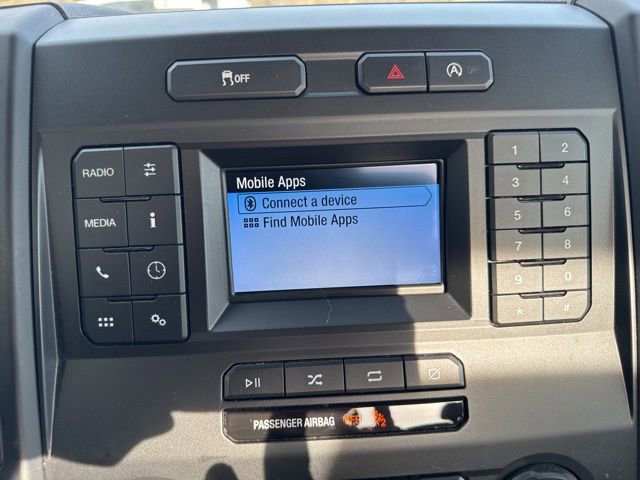 OFF
A OFF
RADIO
MEDIA
i
Mobile Apps
Connect a device
Find Mobile Apps
1 2
3 4
5 6
7 8
9 0
* #
PASSENGER AIRBAG